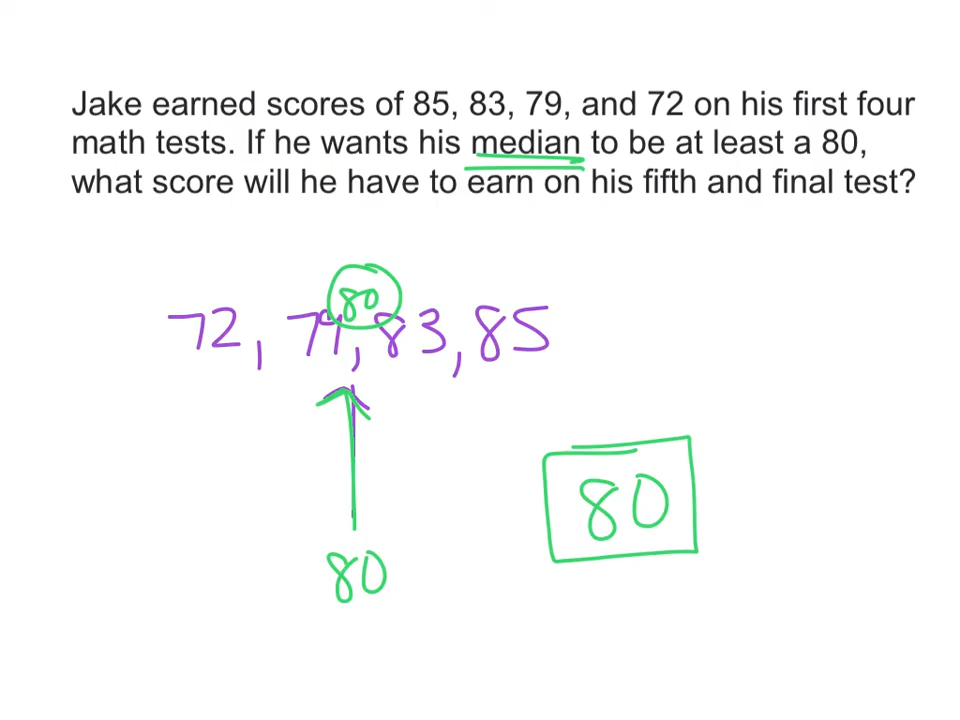 Jake earned scores of 85, 83, 79, and 72 on his first four
math tests. If he wants his median to be at least a 80,
what score will he have to earn on his fifth and final test?
80
72, 79, 83, 85
80
80